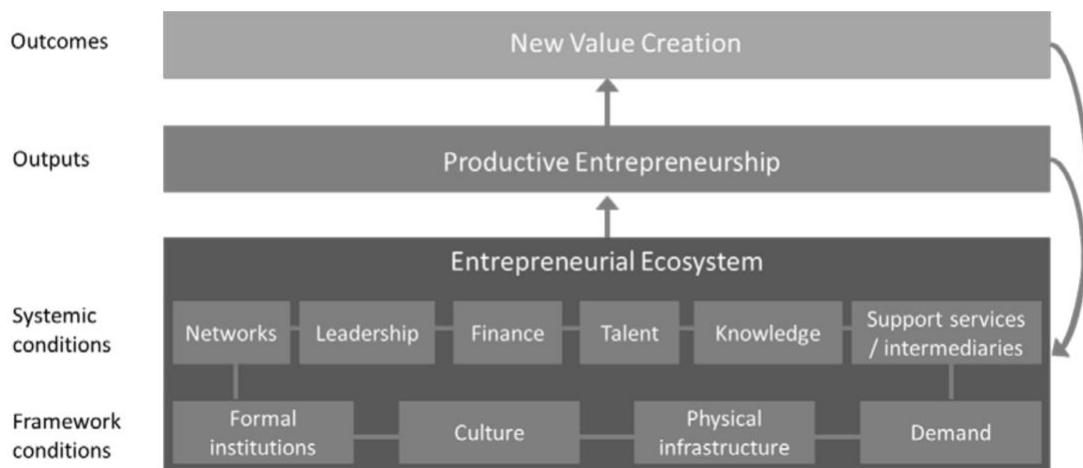 Outcomes
New Value Creation
Outputs
Productive Entrepreneurship
Entrepreneurial Ecosystem
Systemic
conditions
Networks
Leadership
Finance
Talent
Knowledge
Support services
/ intermediaries
Framework
conditions
Formal
institutions
Culture
Physical
infrastructure
Demand